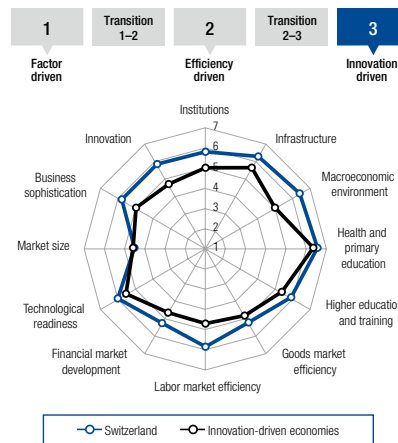 1
Transition
1–2
2
Transition
2–3
3
Factor
driven
Efficiency
driven
Innovation
driven
Institutions
Infrastructure
Macroeconomic
environment
Health and
primary
education
Higher education
and training
Goods market
efficiency
Labor market efficiency
Financial market
development
Technological
readiness
Market size
Business
sophistication
Innovation
7
6
5
4
3
2
1
Switzerland
Innovation-driven economies